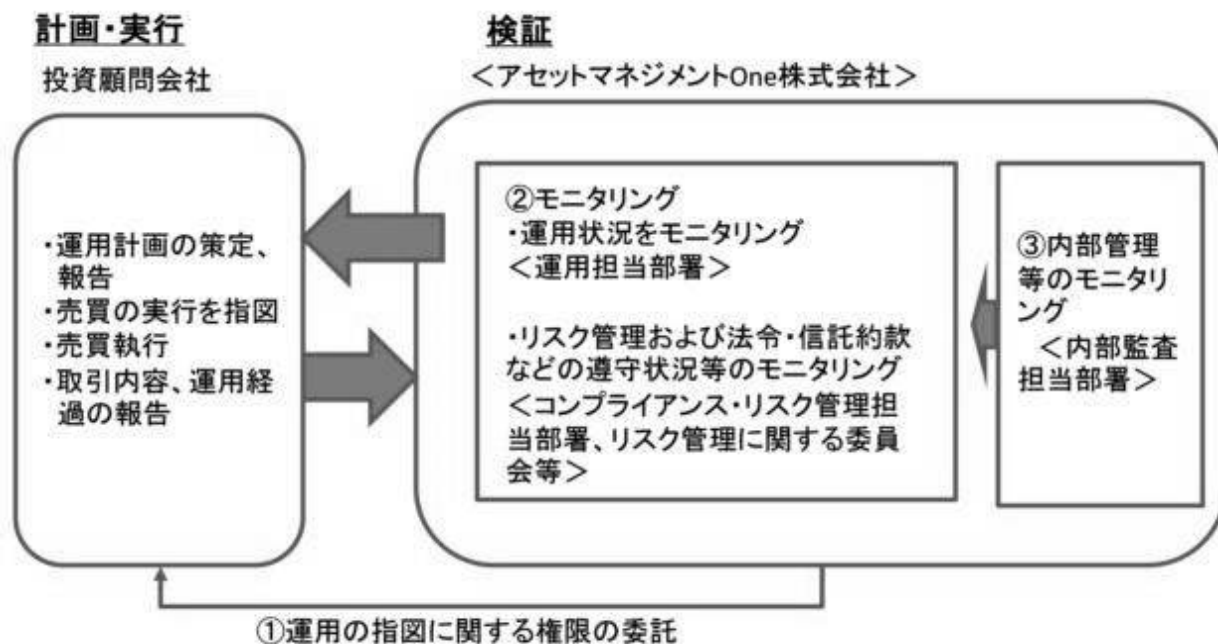 計画・実行
投資顧問会社
・運用計画の策定、
報告
・売買の実行を指図
・売買執行
・取引内容、運用経
過の報告
検証
＜アセットマネジメントOne株式会社＞
②モニタリング
・運用状況をモニタリング
＜運用担当部署＞
・リスク管理および法令・信託約款
などの遵守状況等のモニタリング
＜コンプライアンス・リスク管理担
当部署、リスク管理に関する委員
会等＞
③内部管理
等のモニタリ
ング
＜内部監査
担当部署＞
①運用の指図に関する権限の委託